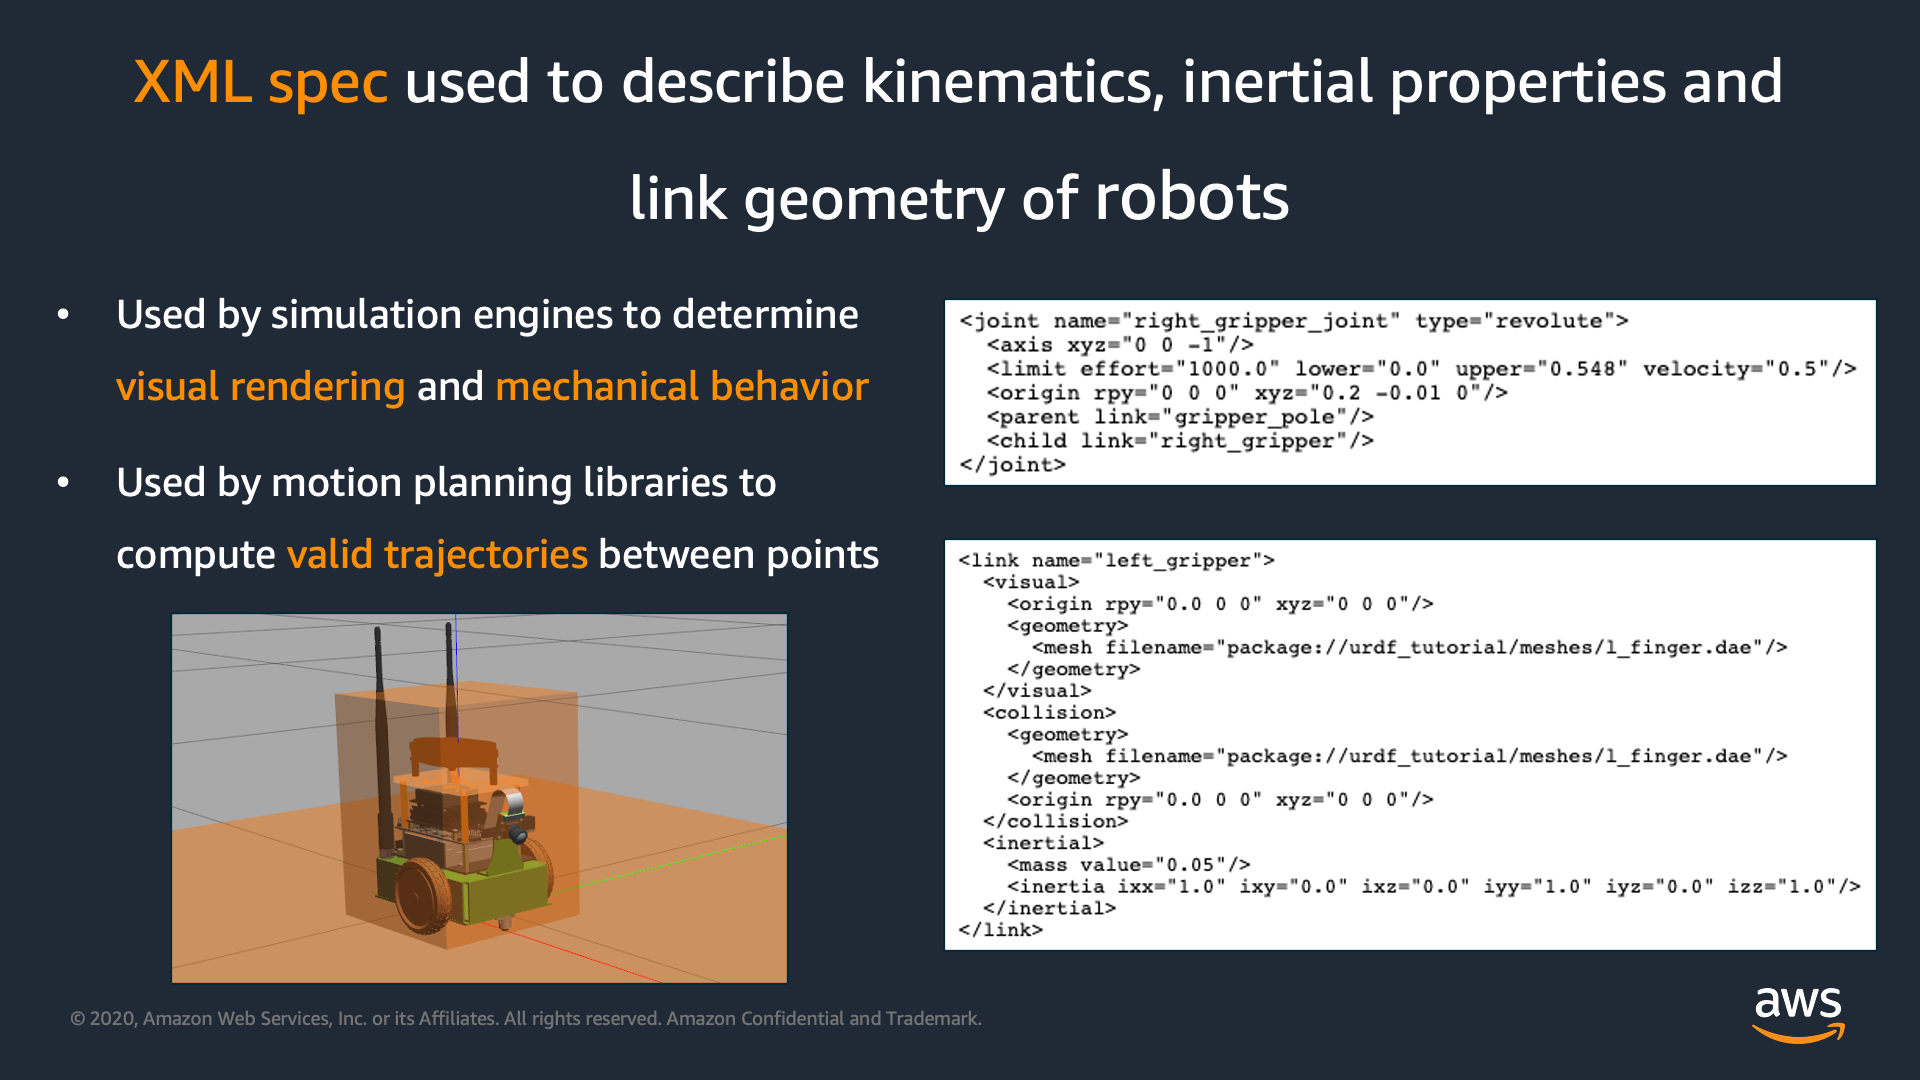 XML spec used to describe kinematics, inertial properties and
link geometry of robots
• Used by simulation engines to determine
visual rendering and mechanical behavior
• Used by motion planning libraries to
compute valid trajectories between points
<joint name="right_gripper_joint" type="revolute">
  <axis xyz="0 0 -1"/>
  <limit effort="1000.0" lower="0.0" upper="0.548" velocity="0.5"/>
  <origin rpy="0 0 0" xyz="0.2 -0.01 0"/>
  <parent link="gripper_pole"/>
  <child link="right_gripper"/>
</joint>
<link name="left_gripper">
  <visual>
    <origin rpy="0.0 0 0" xyz="0 0 0"/>
    <geometry>
      <mesh filename="package://urdf_tutorial/meshes/l_finger.dae"/>
    </geometry>
  </visual>
  <collision>
    <geometry>
      <mesh filename="package://urdf_tutorial/meshes/l_finger.dae"/>
    </geometry>
    <origin rpy="0.0 0 0" xyz="0 0 0"/>
  </collision>
  <inertial>
    <mass value="0.05"/>
    <inertia ixx="1.0" ixy="0.0" ixz="0.0" iyy="1.0" iyz="0.0" izz="1.0"/>
  </inertial>
</link>
© 2020, Amazon Web Services, Inc. or its Affiliates. All rights reserved. Amazon Confidential and Trademark.
aws